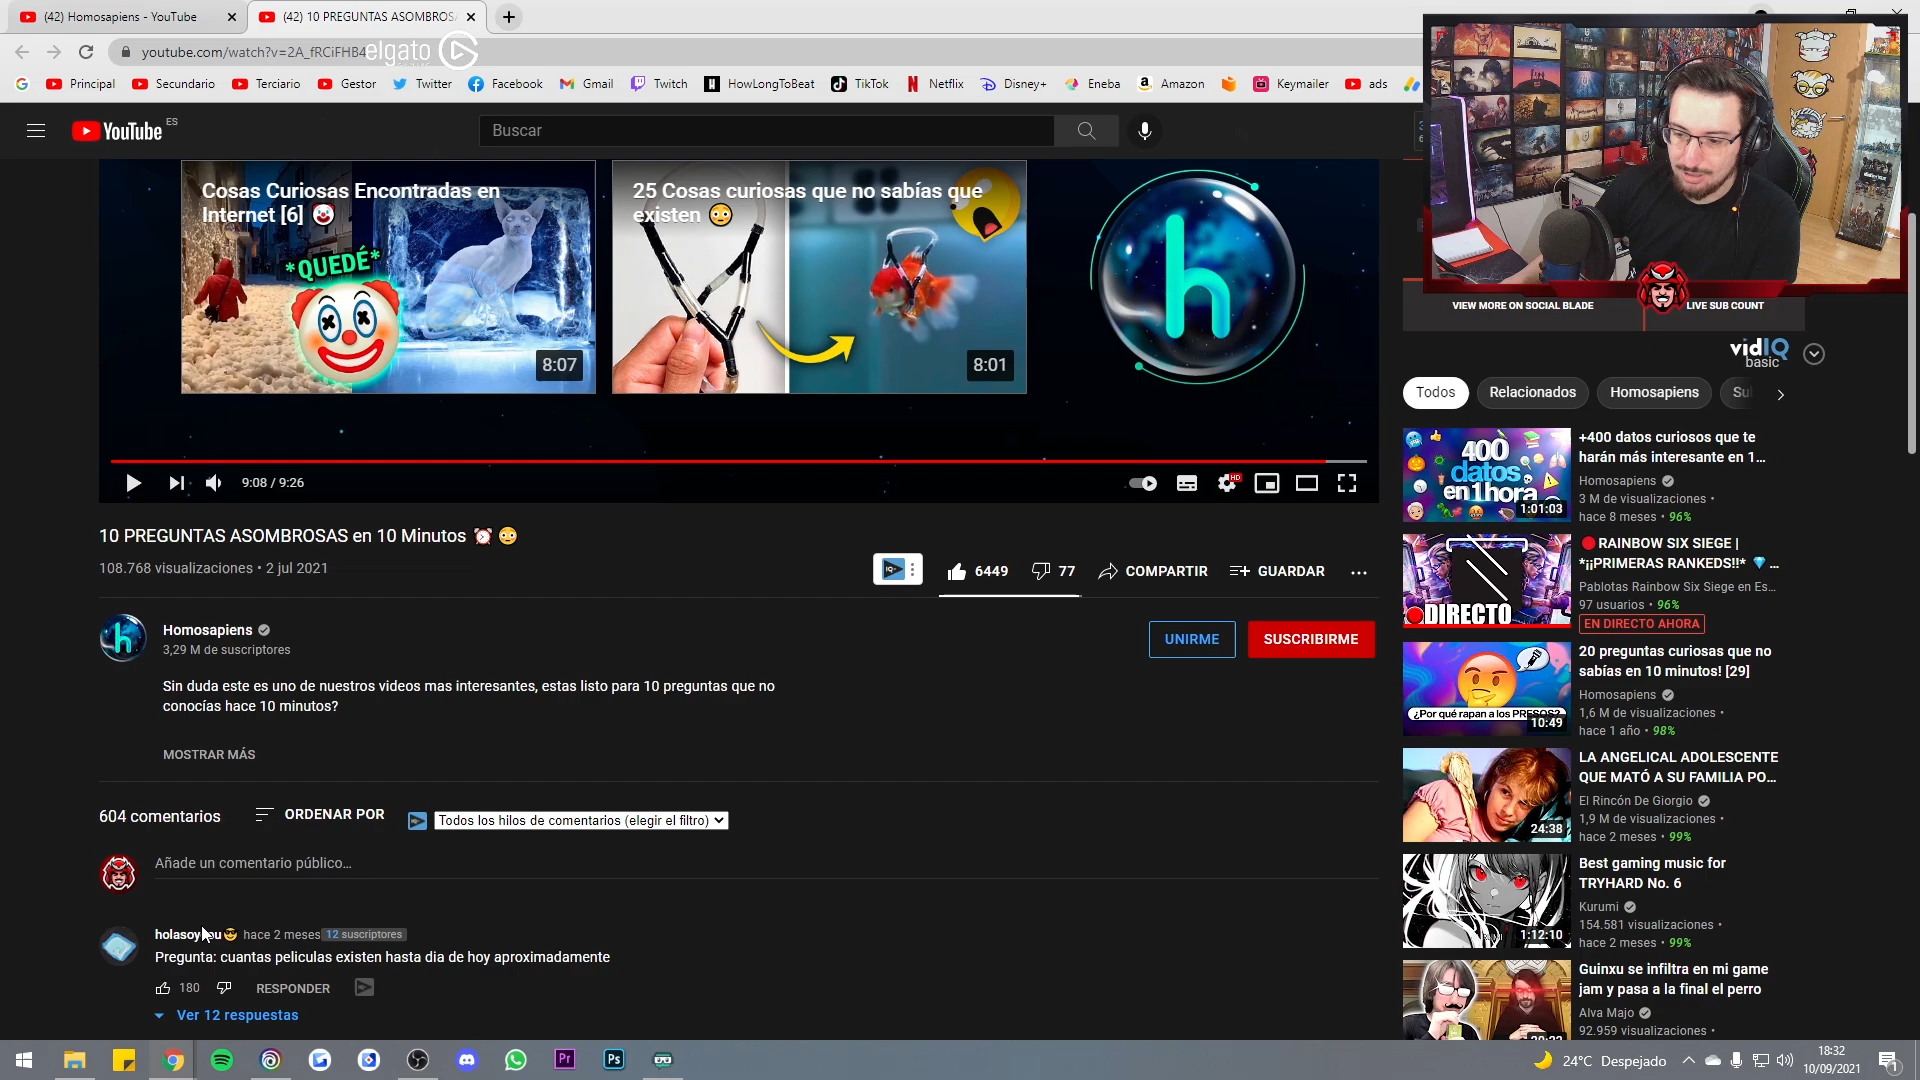 (42) Homosapiens - YouTube
(42) 10 PREGUNTAS ASOMBROS
youtube.com/watch?v=2A_fRCiFHB4
elgato
Principal
Secundario
Terciario
Gestor
Twitter
Facebook
Gmail
Twitch
HowLongToBeat
TikTok
Netflix
Disney+
Eneba
Amazon
Keymailer
ads
YouTube ES
Buscar
Cosas Curiosas Encontradas en
Internet [6] 🤡
*QUEDÉ*
8:07
25 Cosas curiosas que no sabías que
existen 😳
8:01
h
VIEW MORE ON SOCIAL BLADE
LIVE SUB COUNT
vidIQ
basic
9:08 / 9:26
HD
10 PREGUNTAS ASOMBROSAS en 10 Minutos ⏰ 😳
108.768 visualizaciones • 2 jul 2021
6449
77
COMPARTIR
GUARDAR
Homosapiens
3,29 M de suscriptores
UNIRME
SUSCRIBIRME
Sin duda este es uno de nuestros videos mas interesantes, estas listo para 10 preguntas que no
conocías hace 10 minutos?
MOSTRAR MÁS
604 comentarios
ORDENAR POR
Todos los hilos de comentarios (elegir el filtro)
Añade un comentario público...
hace 2 meses
12 suscriptores
Pregunta: cuantas peliculas existen hasta dia de hoy aproximadamente
180
RESPONDER
Ver 12 respuestas
Todos
Relacionados
Homosapiens
400
datos
en 1hora
1:01:03
+400 datos curiosos que te
harán más interesante en 1...
Homosapiens
3 M de visualizaciones •
hace 8 meses • 96%
DIRECTO
🔴RAINBOW SIX SIEGE |
*¡¡PRIMERAS RANKEDS!!* 💎 ...
Pablotas Rainbow Six Siege en Es...
97 usuarios • 96%
EN DIRECTO AHORA
¿Por qué rapan a los PRESOS?
10:49
20 preguntas curiosas que no
sabías en 10 minutos! [29]
Homosapiens
1,6 M de visualizaciones •
hace 1 año • 98%
24:38
LA ANGELICAL ADOLESCENTE
QUE MATÓ A SU FAMILIA PO...
El Rincón De Giorgio
1,9 M de visualizaciones •
hace 2 meses • 99%
1:12:10
Best gaming music for
TRYHARD No. 6
Kurumi
154.581 visualizaciones •
hace 2 meses • 99%
Guinxu se infiltra en mi game
jam y pasa a la final el perro
Alva Majo
92.959 visualizaciones •
Pr
Ps
24°C Despejado
18:32
10/09/2021
1